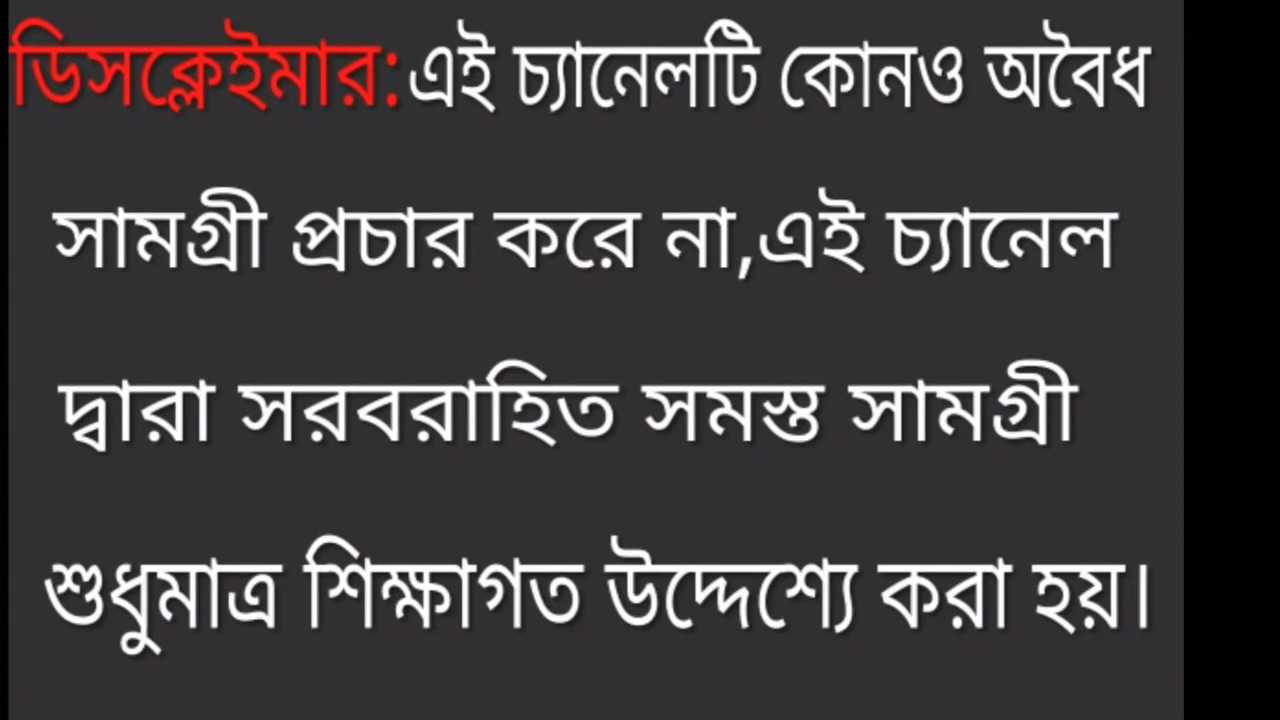 ডিসক্লেইমার: এই চ্যানেলটি কোনও অবৈধ
সামগ্রী প্রচার করে না,এই চ্যানেল
দ্বারা সরবরাহিত সমস্ত সামগ্রী
শুধুমাত্র শিক্ষাগত উদ্দেশ্যে করা হয়।